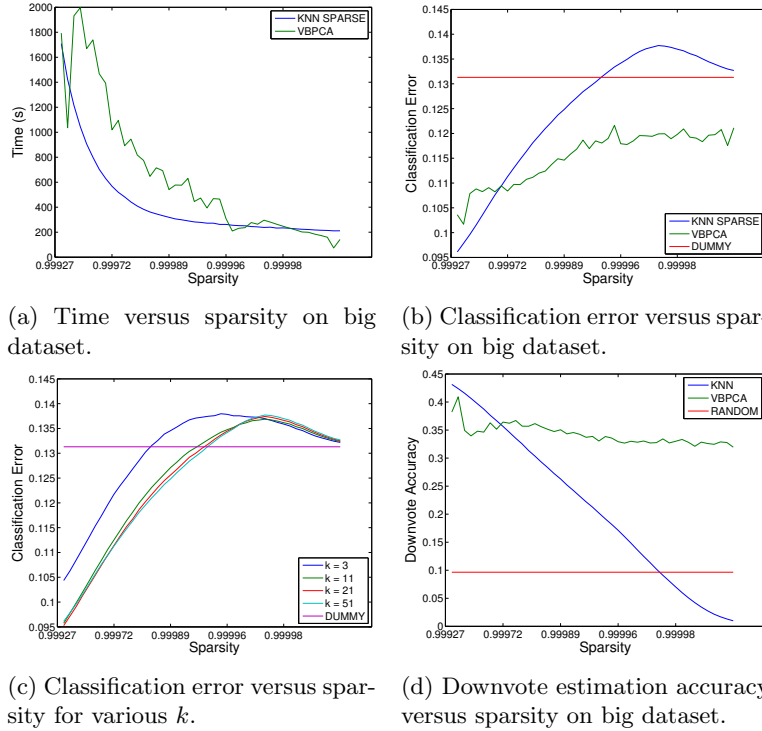 2000
1800
1600
1400
1200
1000
800
600
400
200
0
Time (s)
KNN SPARSE
VBPCA
0.99927 0.99972 0.99989 0.99996 0.99998
Sparsity
(a) Time versus sparsity on big
dataset.
0.145
0.14
0.135
0.13
0.125
0.12
0.115
0.11
0.105
0.1
0.095
Classification Error
KNN SPARSE
VBPCA
DUMMY
0.99927 0.99972 0.99989 0.99996 0.99998
Sparsity
(b) Classification error versus spar-
sity on big dataset.
0.145
0.14
0.135
0.13
0.125
0.12
0.115
0.11
0.105
0.1
0.095
Classification Error
k = 3
k = 11
k = 21
k = 51
DUMMY
0.99927 0.99972 0.99989 0.99996 0.99998
Sparsity
(c) Classification error versus spar-
sity for various k.
0.45
0.4
0.35
0.3
0.25
0.2
0.15
0.1
0.05
0
Downvote Accuracy
KNN
VBPCA
RANDOM
0.99927 0.99972 0.99989 0.99996 0.99998
Sparsity
(d) Downvote estimation accuracy
versus sparsity on big dataset.